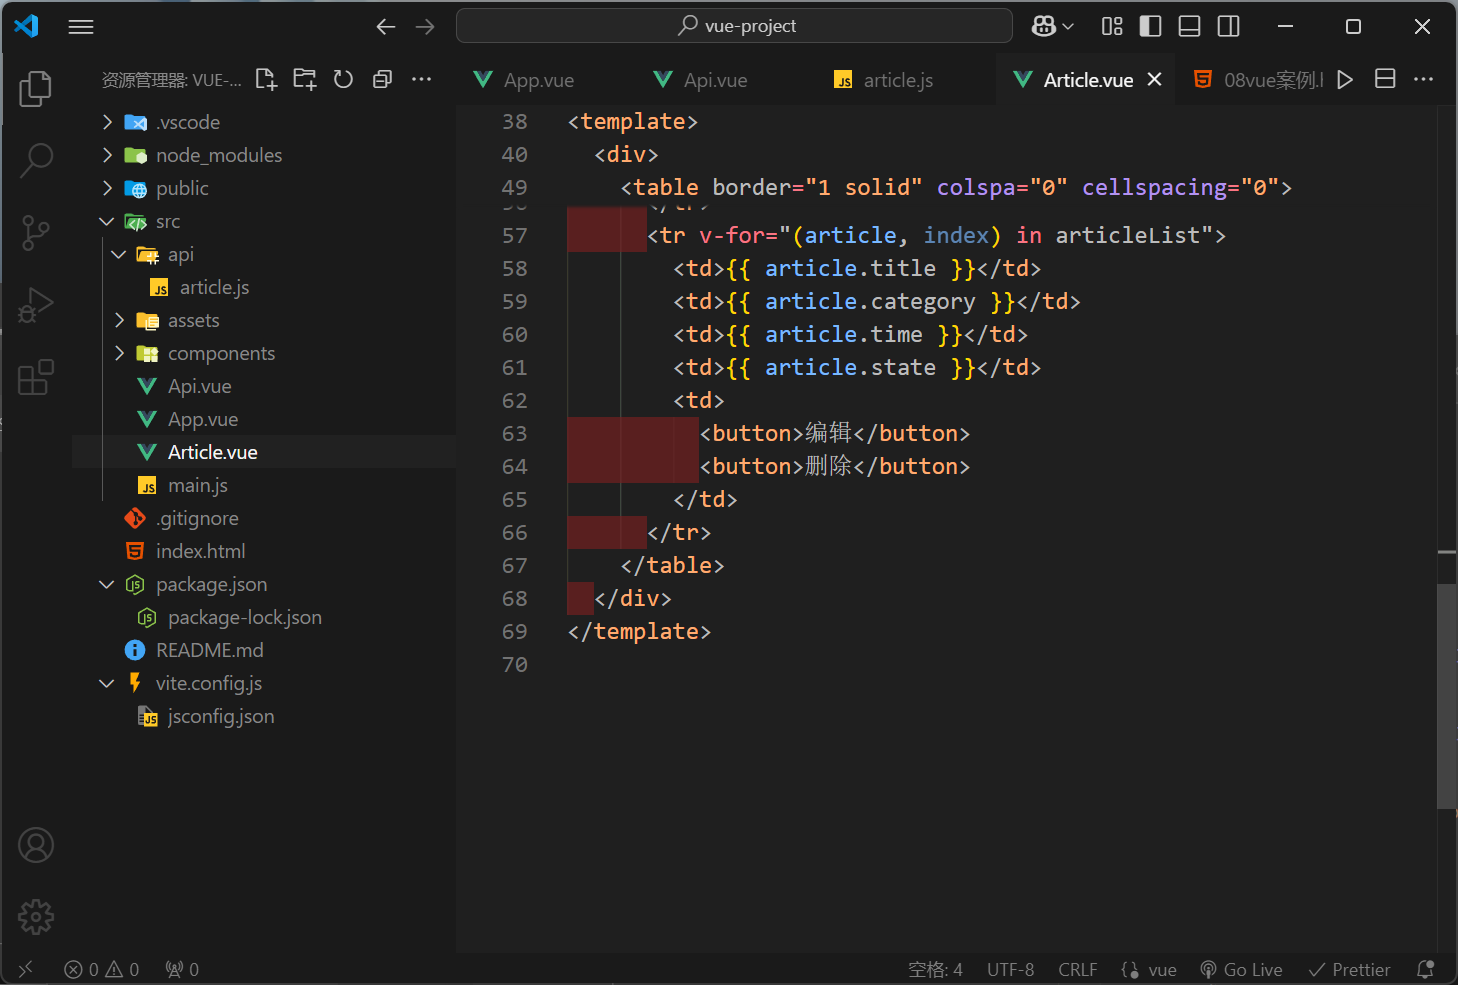 vue-project
资源管理器: VUE-...
App.vue
Api.vue
article.js
Article.vue
08vue案例.
.vscode
node_modules
public
src
api
article.js
assets
components
Api.vue
App.vue
Article.vue
main.js
.gitignore
index.html
package.json
package-lock.json
README.md
vite.config.js
jsconfig.json
38 <template>
40 <div>
49 <table border="1 solid" colspa="0" cellspacing="0">
56 </tr>
57 <tr v-for="(article, index) in articleList">
58 <td>{{ article.title }}</td>
59 <td>{{ article.category }}</td>
60 <td>{{ article.time }}</td>
61 <td>{{ article.state }}</td>
62 <td>
63 <button>编辑</button>
64 <button>删除</button>
65 </td>
66 </tr>
67 </table>
68 </div>
69 </template>
70
0 0 0
空格: 4 UTF-8 CRLF vue Go Live Prettier